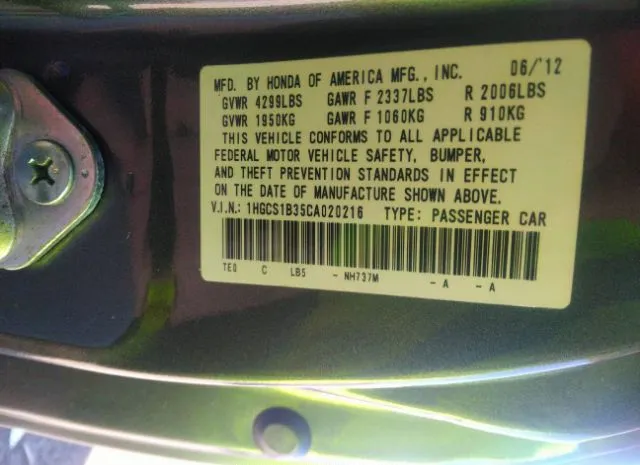 MFD. BY HONDA OF AMERICA MFG., INC. 06/'12
GVWR 4299LBS GAWR F 2337LBS R 2006LBS
GVWR 1950KG GAWR F 1060KG R 910KG
THIS VEHICLE CONFORMS TO ALL APPLICABLE
FEDERAL MOTOR VEHICLE SAFETY, BUMPER,
AND THEFT PREVENTION STANDARDS IN EFFECT
ON THE DATE OF MANUFACTURE SHOWN ABOVE.
V.I.N.: 1HGCS1B35CA020216 TYPE: PASSENGER CAR
TE0 C LB5 - NH737M - A - A